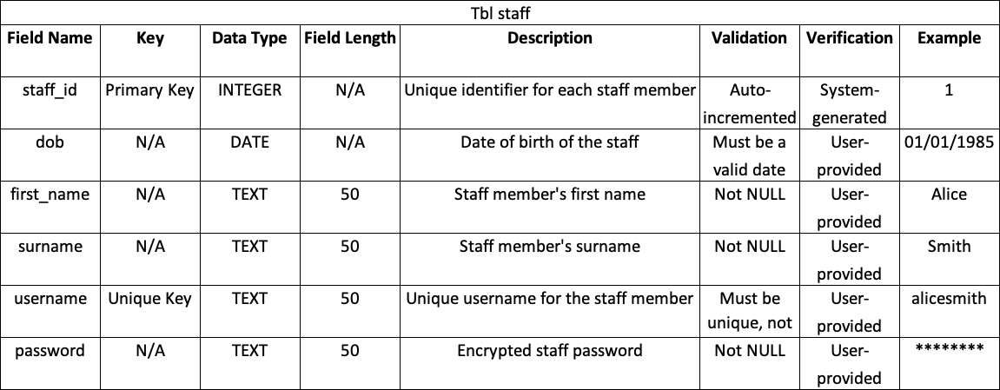 Tbl staff
Field Name Key Data Type Field Length Description Validation Verification Example
staff_id Primary Key INTEGER N/A Unique identifier for each staff member Auto- System- 1
incremented generated
dob N/A DATE N/A Date of birth of the staff Must be a User- 01/01/1985
valid date provided
first_name N/A TEXT 50 Staff member's first name Not NULL User- Alice
provided
surname N/A TEXT 50 Staff member's surname Not NULL User- Smith
provided
username Unique Key TEXT 50 Unique username for the staff member Must be User- alicesmith
unique, not provided
password N/A TEXT 50 Encrypted staff password Not NULL User- ********
provided